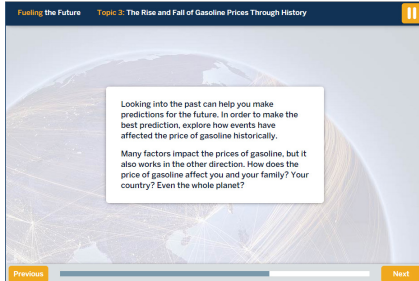 Fueling the Future Topic 3: The Rise and Fall of Gasoline Prices Through History
Looking into the past can help you make
predictions for the future. In order to make the
best prediction, explore how events have
affected the price of gasoline historically.
Many factors impact the prices of gasoline, but it
also works in the other direction. How does the
price of gasoline affect you and your family? Your
country? Even the whole planet?
Previous Next